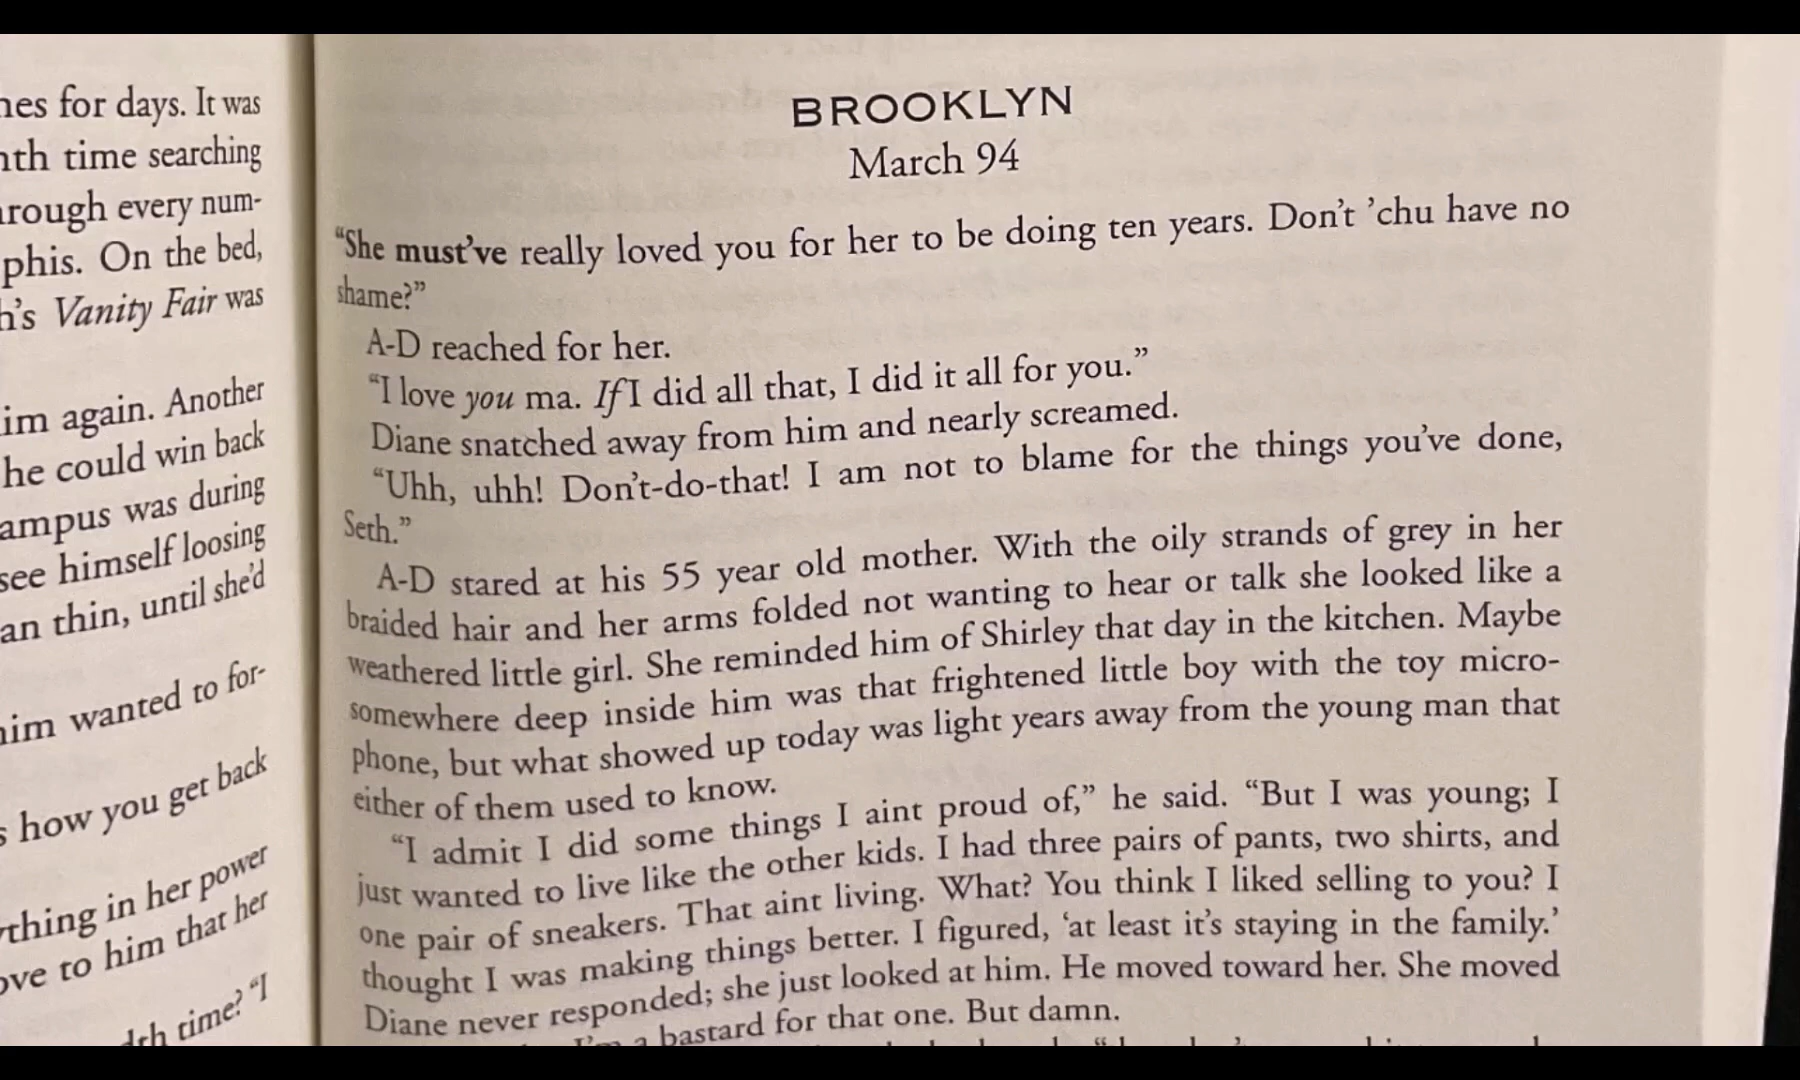 nes for days. It was
nth time searching
rough every num-
phis. On the bed,
h's Vanity Fair was
im again. Another
he could win back
ampus was during
see himself loosing
an thin, until she'd
him wanted to for-
s how you get back
thing in her power
ove to him that her
time? "I
BROOKLYN
March 94
"She must've really loved you for her to be doing ten years. Don't 'chu have no
shame?"
A-D reached for her.
"I love you ma. If I did all that, I did it all for you."
Diane snatched away from him and nearly screamed.
"Uhh, uhh! Don't-do-that! I am not to blame for the things you've done,
Seth."
A-D stared at his 55 year old mother. With the oily strands of grey in her
braided hair and her arms folded not wanting to hear or talk she looked like a
weathered little girl. She reminded him of Shirley that day in the kitchen. Maybe
somewhere deep inside him was that frightened little boy with the toy micro-
phone, but what showed up today was light years away from the young man that
either of them used to know.
"I admit I did some things I aint proud of," he said. "But I was young; I
just wanted to live like the other kids. I had three pairs of pants, two shirts, and
one pair of sneakers. That aint living. What? You think I liked selling to you? I
thought I was making things better. I figured, 'at least it's staying in the family.'
Diane never responded; she just looked at him. He moved toward her. She moved
I'm a bastard for that one. But damn.